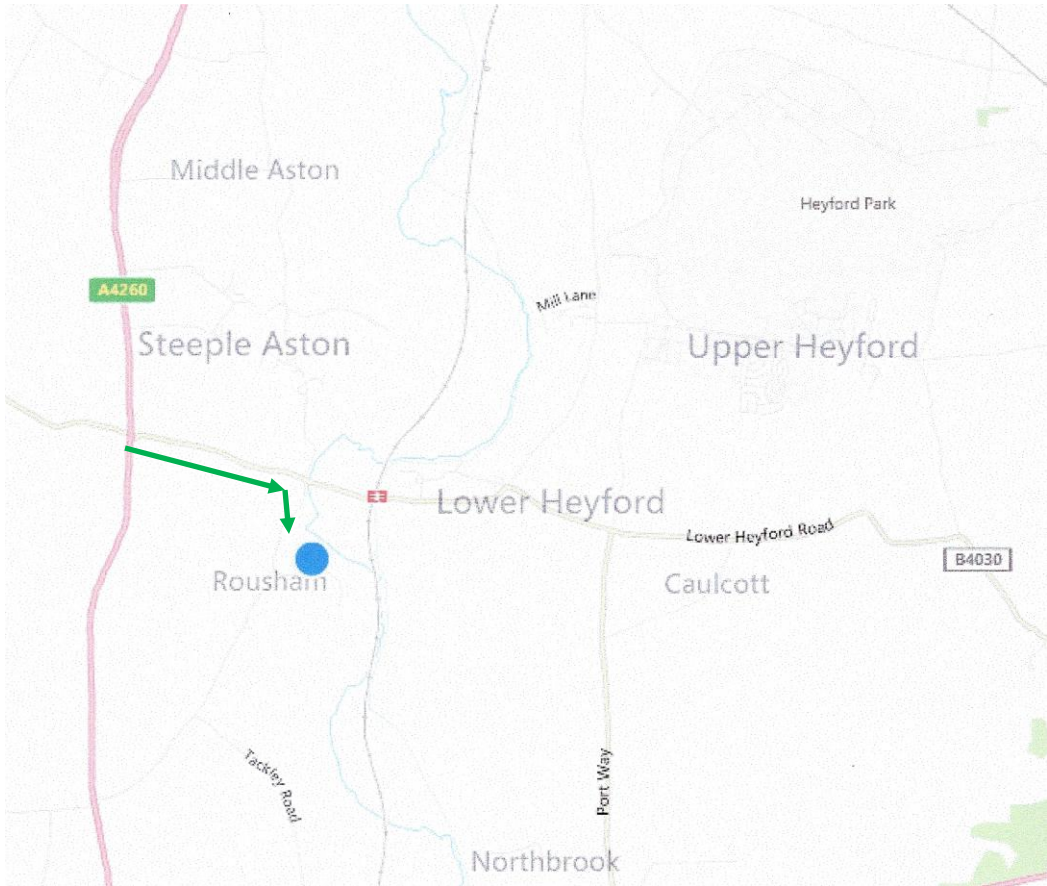 Middle Aston
Heyford Park
A4260
Mill Lane
Steeple Aston
Upper Heyford
Lower Heyford
Lower Heyford Road
B4030
Rousham
Caulcott
Tackley Road
Port Way
Northbrook